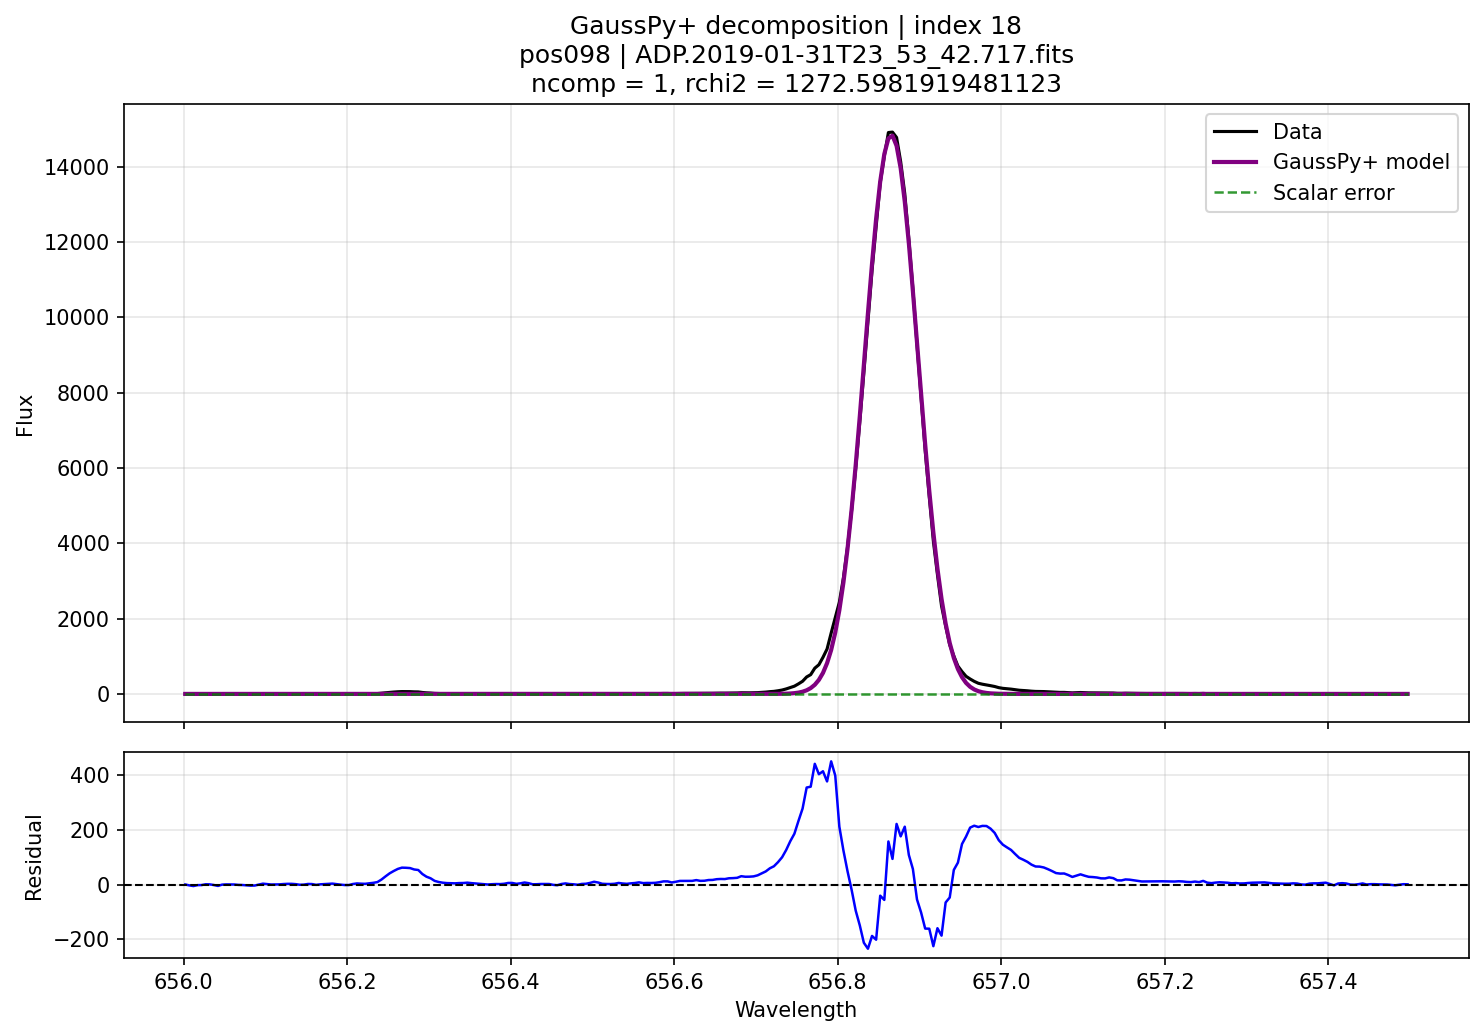 GaussPy+ decomposition | index 18
pos098 | ADP.2019-01-31T23_53_42.717.fits
ncomp = 1, rchi2 = 1272.5981919481123
Data
GaussPy+ model
Scalar error
14000
12000
10000
8000
6000
4000
2000
0
Flux
400
200
0
−200
Residual
656.0
656.2
656.4
656.6
656.8
657.0
657.2
657.4
Wavelength